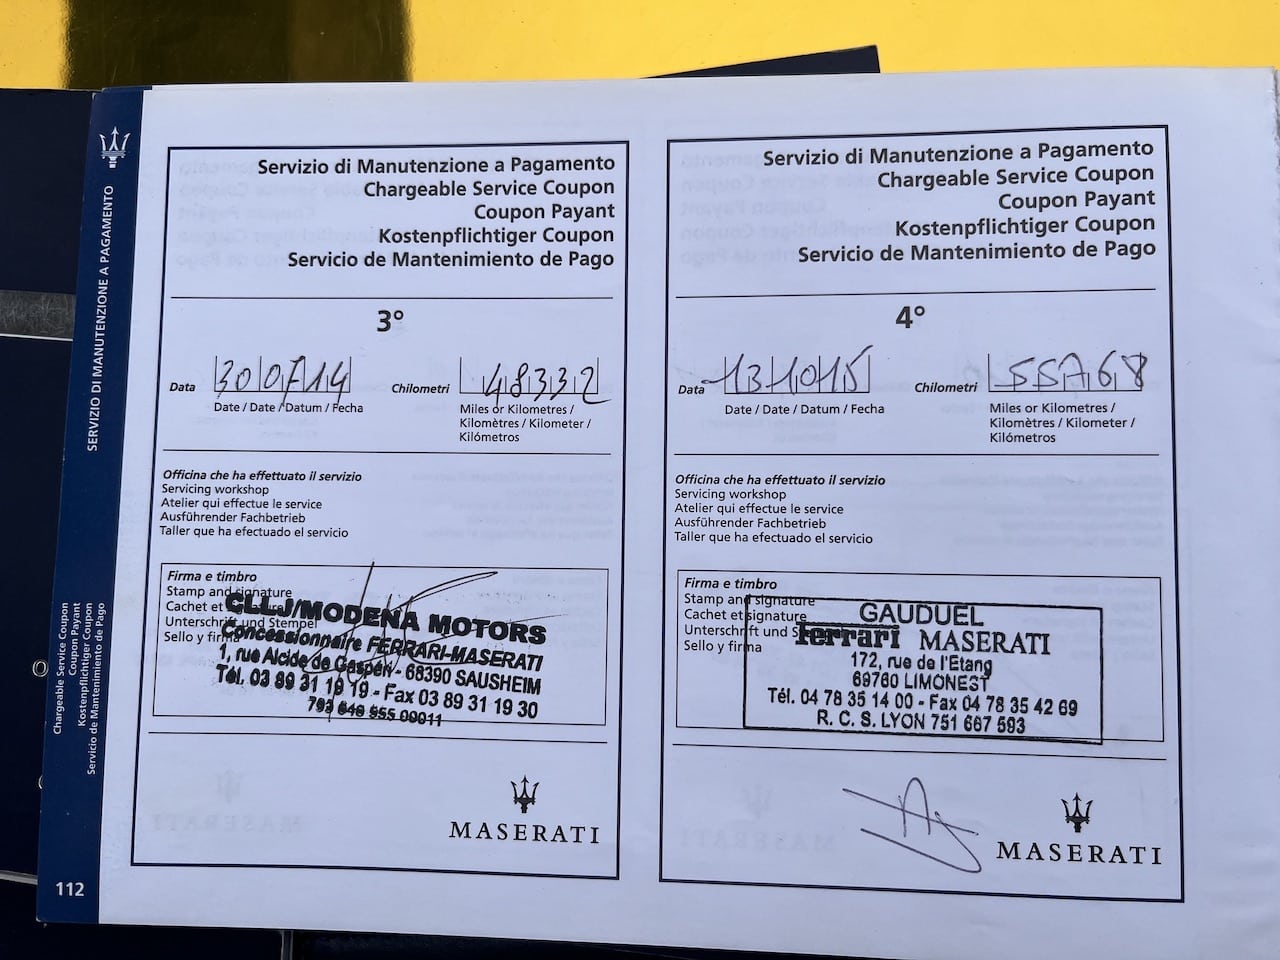 SERVIZIO DI MANUTENZIONE A PAGAMENTO
Chargeable Service Coupon
Coupon Payant
Kostenpflichtiger Coupon
Servicio de Mantenimiento de Pago
112
Servizio di Manutenzione a Pagamento
Chargeable Service Coupon
Coupon Payant
Kostenpflichtiger Coupon
Servicio de Mantenimiento de Pago
3°
Data 300714 Chilometri 48332
Date / Date / Datum / Fecha
Miles or Kilometres /
Kilomètres / Kilometer /
Kilómetros
Officina che ha effettuato il servizio
Servicing workshop
Atelier qui effectue le service
Ausführender Fachbetrieb
Taller que ha efectuado el servicio
Firma e timbro
Stamp and signature
Cachet et signature
Unterschrift und Stempel
Sello y firma
CLLJ/MODENA MOTORS
Concessionnaire FERRARI-MASERATI
1, rue Alcide de Gaspéri - 68390 SAUSHEIM
Tél. 03 89 31 19 19 - Fax 03 89 31 19 30
MASERATI
Servizio di Manutenzione a Pagamento
Chargeable Service Coupon
Coupon Payant
Kostenpflichtiger Coupon
Servicio de Mantenimiento de Pago
4°
Data 131015 Chilometri 55768
Date / Date / Datum / Fecha
Miles or Kilometres /
Kilomètres / Kilometer /
Kilómetros
Officina che ha effettuato il servizio
Servicing workshop
Atelier qui effectue le service
Ausführender Fachbetrieb
Taller que ha efectuado el servicio
Firma e timbro
Stamp and signature
Cachet et signature
Unterschrift und
Sello y firma
GAUDUEL
Ferrari MASERATI
172, rue de l'Etang
69760 LIMONEST
Tél. 04 78 35 14 00 - Fax 04 78 35 42 69
R. C. S. LYON 751 667 593
MASERATI